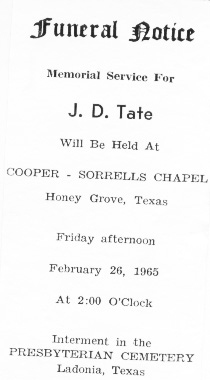 Funeral Notice
Memorial Service For
J. D. Tate
Will Be Held At
COOPER - SORRELLS CHAPEL
Honey Grove, Texas
Friday afternoon
February 26, 1965
At 2:00 O'Clock
Interment in the
PRESBYTERIAN CEMETERY
Ladonia, Texas